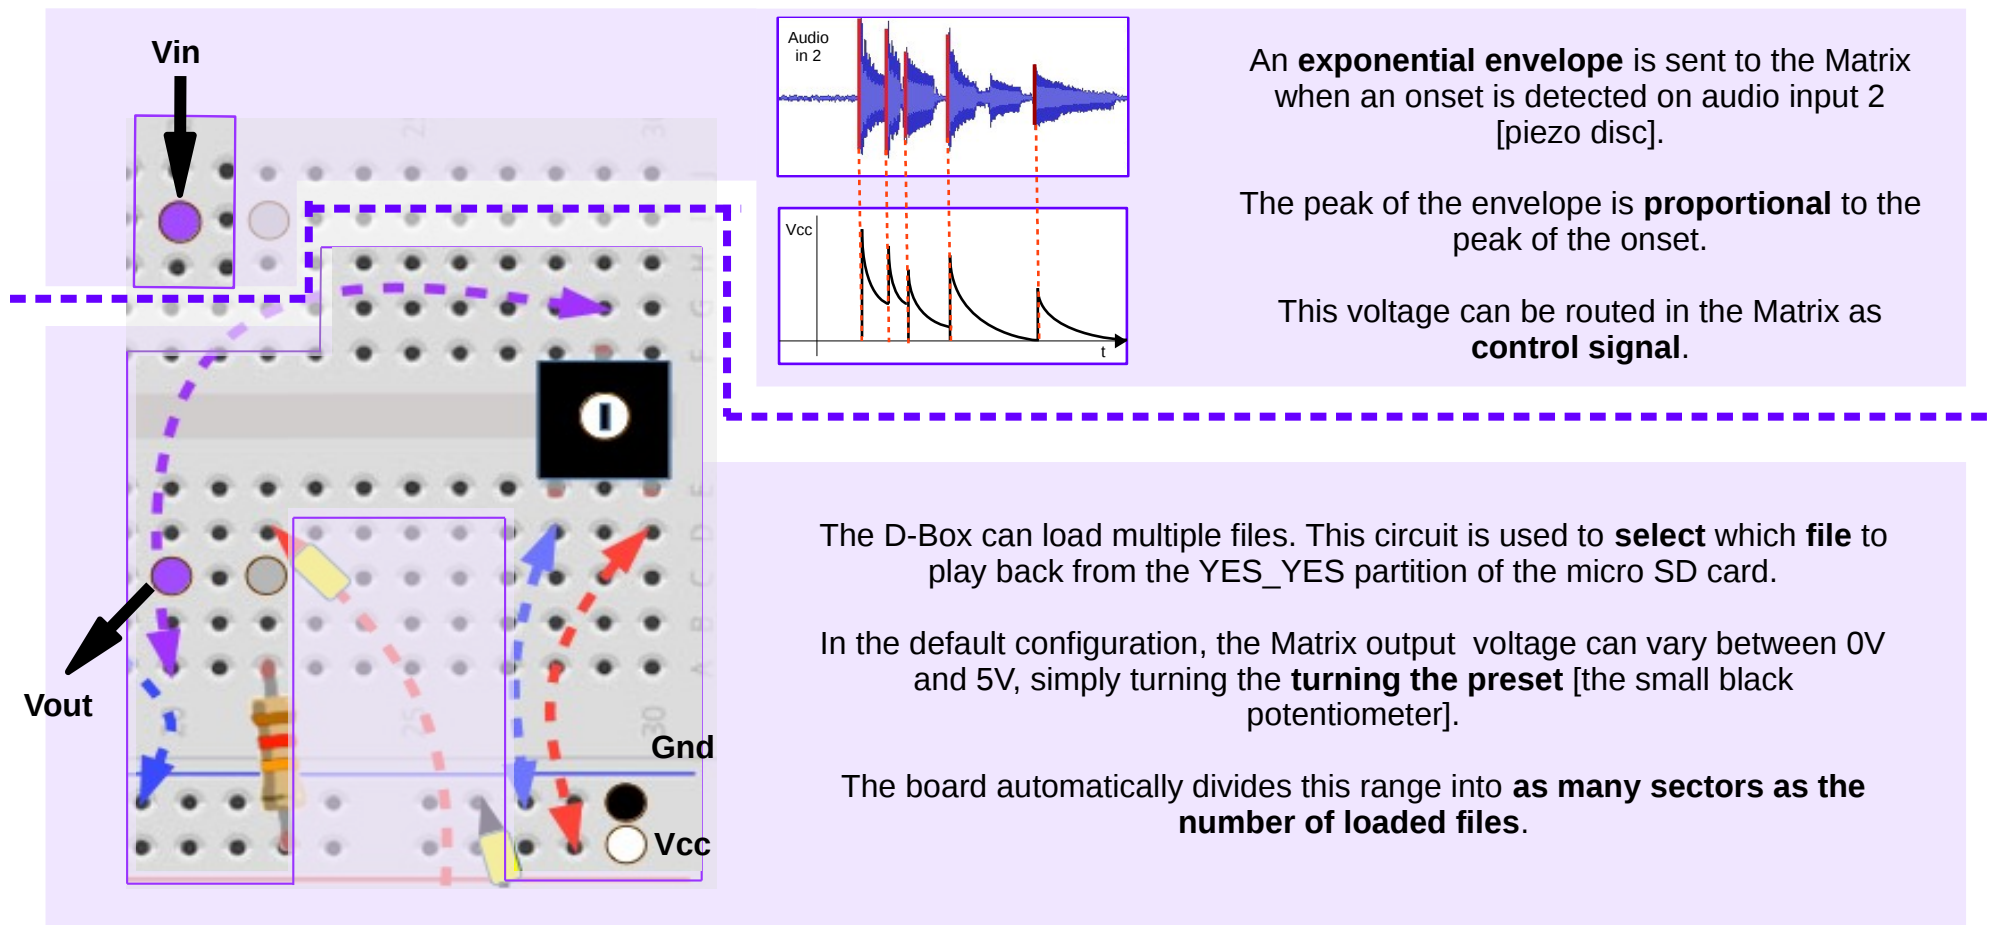 Vin
Audio
in 2
An exponential envelope is sent to the Matrix
when an onset is detected on audio input 2
[piezo disc].
The peak of the envelope is proportional to the
peak of the onset.
This voltage can be routed in the Matrix as
control signal.
Vcc
t
The D-Box can load multiple files. This circuit is used to select which file to
play back from the YES_YES partition of the micro SD card.
In the default configuration, the Matrix output  voltage can vary between 0V
and 5V, simply turning the turning the preset [the small black
potentiometer].
The board automatically divides this range into as many sectors as the
number of loaded files.
Vout
Gnd
Vcc
H
G
F
E
D
C
B
A
25
30